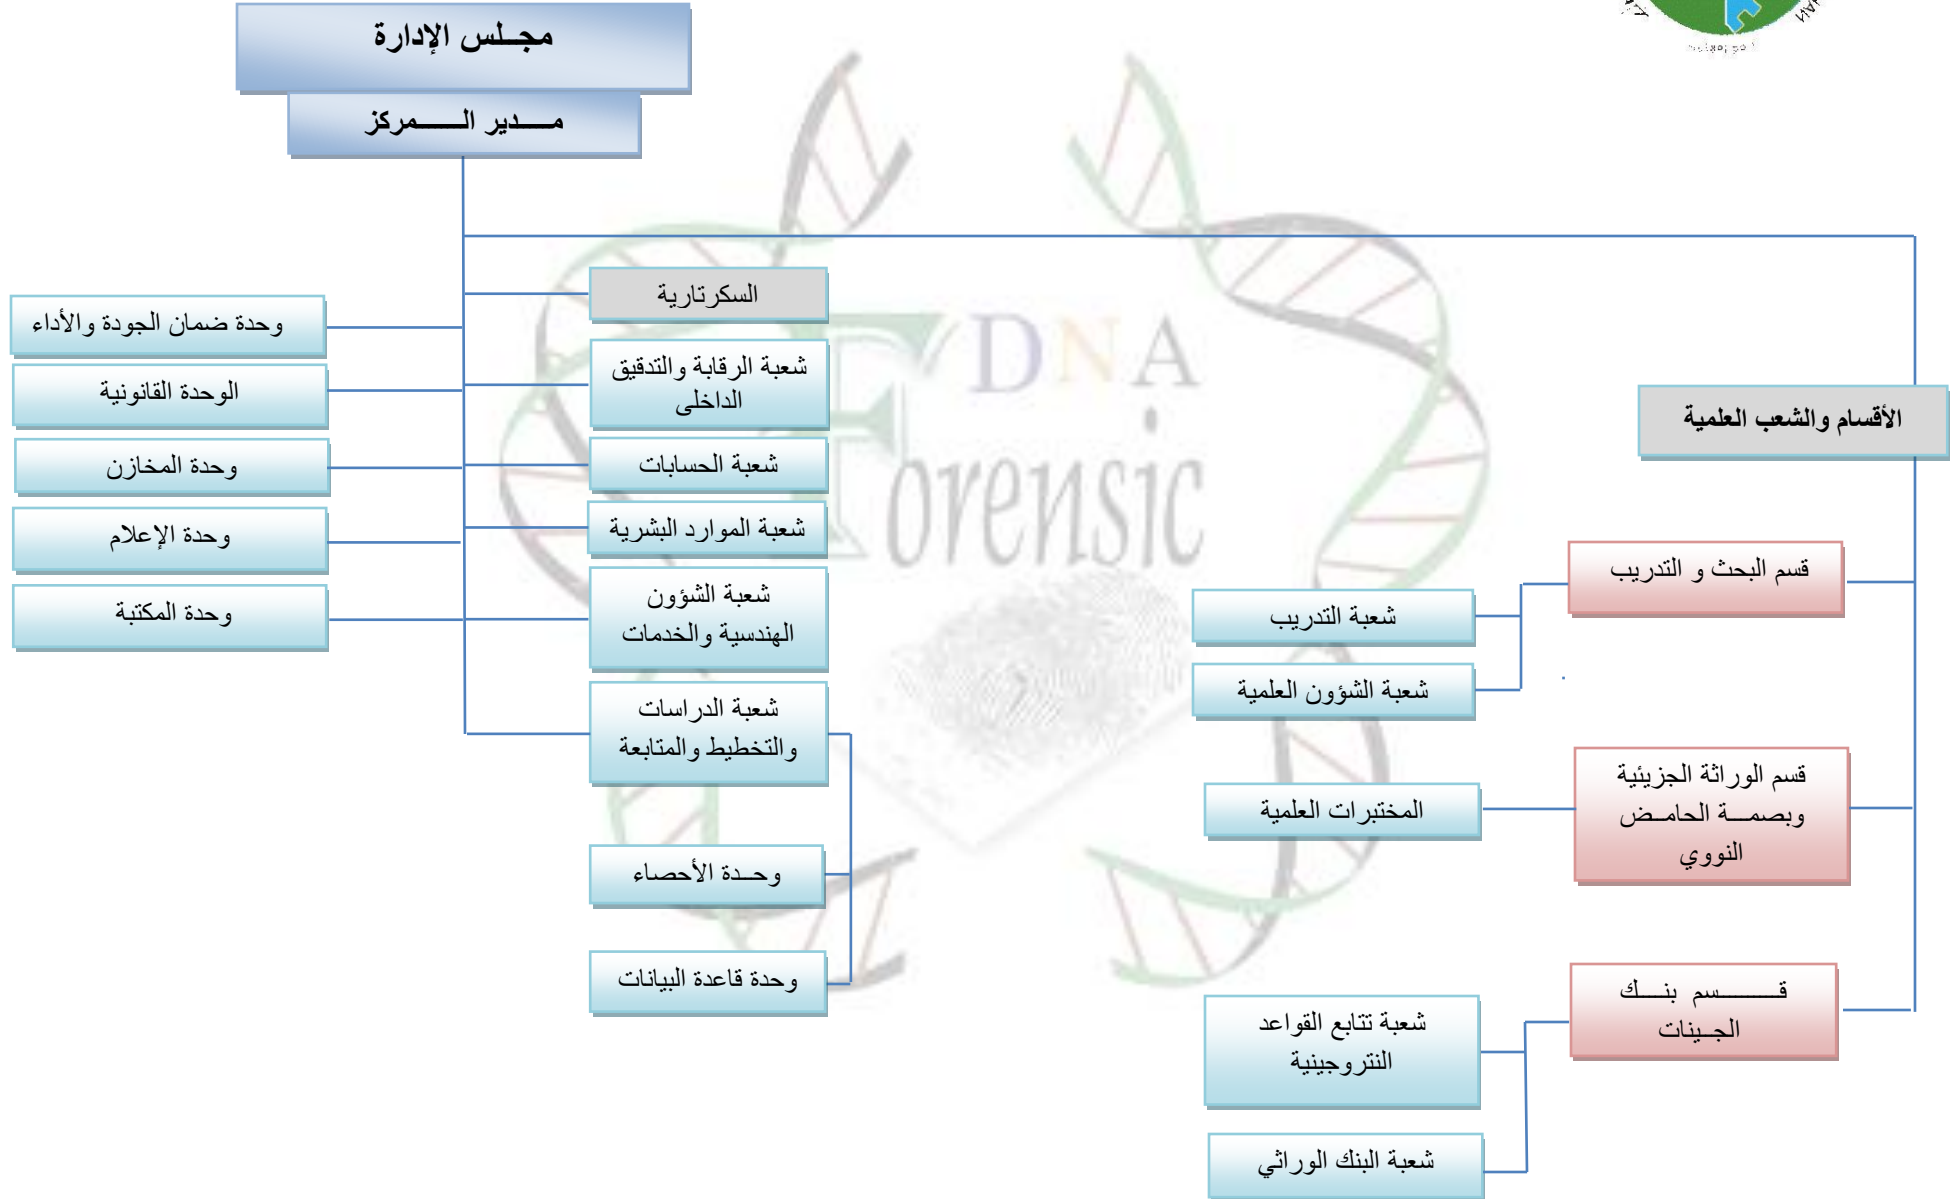 مجلس الإدارة
مدير المركز
السكرتارية
شعبة الرقابة والتدقيق
الداخلى
شعبة الحسابات
شعبة الموارد البشرية
شعبة الشؤون
الهندسية والخدمات
شعبة الدراسات
والتخطيط والمتابعة
وحدة الأحصاء
وحدة قاعدة البيانات
وحدة ضمان الجودة والأداء
الوحدة القانونية
وحدة المخازن
وحدة الإعلام
وحدة المكتبة
الأقسام والشعب العلمية
قسم البحث و التدريب
شعبة التدريب
شعبة الشؤون العلمية
قسم الوراثة الجزيئية
وبصمة الحامض
النووي
المختبرات العلمية
قسم بنك
الجينات
شعبة تتابع القواعد
النتروجينية
شعبة البنك الوراثي
DNA
Forensic